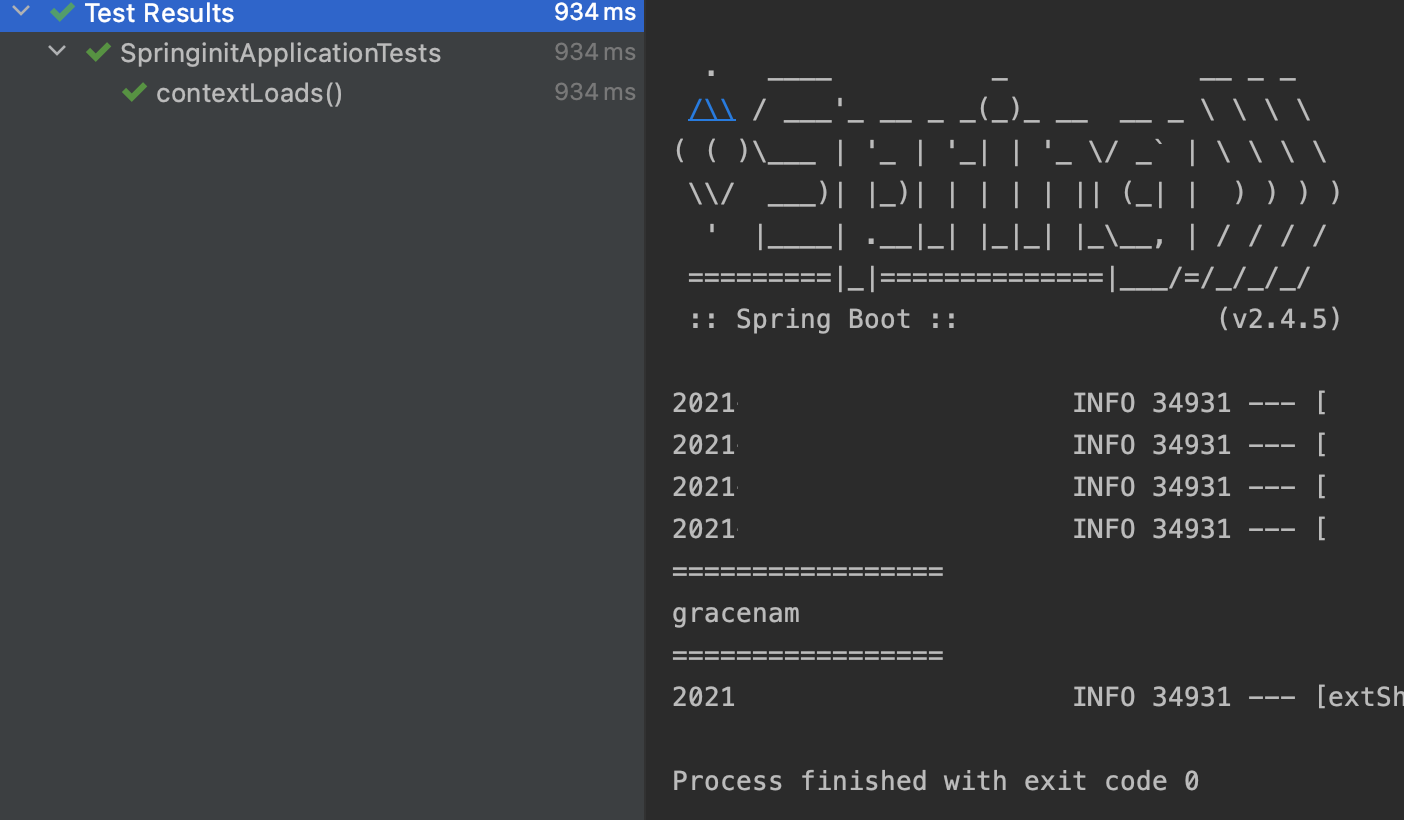 Test Results 934 ms
SpringinitApplicationTests 934 ms
contextLoads() 934 ms
  .   ____          _            __ _ _
 /\\ / ___'_ __ _ _(_)_ __  __ _ \ \ \ \
( ( )\___ | '_ | '_| | '_ \/ _` | \ \ \ \
 \\/  ___)| |_)| | | | | || (_| |  ) ) ) )
  '  |____| .__|_| |_|_| |_\__, | / / / /
 =========|_|==============|___/=/_/_/_/
 :: Spring Boot ::                (v2.4.5)
2021 INFO 34931 --- [
2021 INFO 34931 --- [
2021 INFO 34931 --- [
2021 INFO 34931 --- [
=================
gracenam
=================
2021 INFO 34931 --- [extSh
Process finished with exit code 0